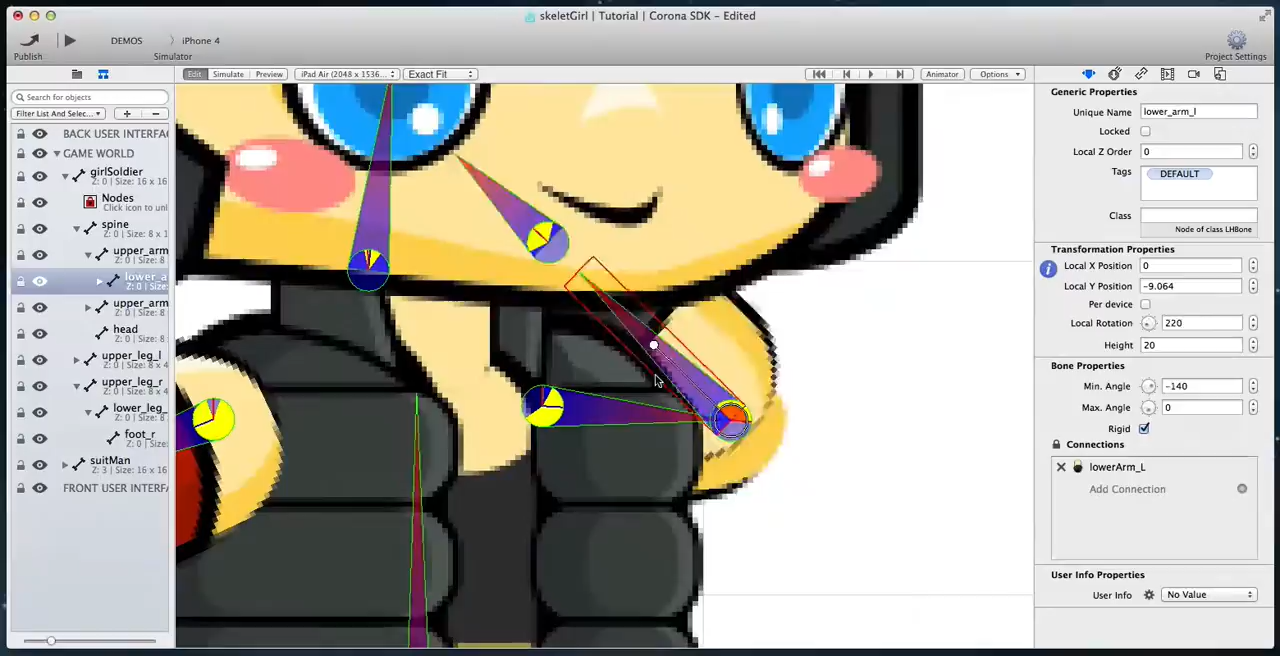 skeletGirl | Tutorial | Corona SDK - Edited
Publish
DEMOS
iPhone 4
Simulator
Project Settings
Edit
Simulate
Preview
iPad Air (2048 x 1536...
Exact Fit
Animator
Options
Search for objects
Filter List And Selec...
BACK USER INTERFA
GAME WORLD
girlSoldier
Z: 0 | Size: 16 x 16
Nodes
Click icon to unl
spine
Z: 0 | Size: 8 x 1
upper_arm
Z: 0 | Size: 8
lower_a
Z: 0 | Size:
upper_arm
Z: 0 | Size: 8
head
Z: 0 | Size: 8
upper_leg_l
Z: 0 | Size: 8 x 4
upper_leg_r
Z: 0 | Size: 8 x 4
lower_leg_
Z: 0 | Size: 8
foot_r
Z: 0 | Size:
suitMan
Z: 3 | Size: 16 x 16
FRONT USER INTERFA
Generic Properties
Unique Name lower_arm_l
Locked
Local Z Order 0
Tags DEFAULT
Class
Node of class LHBone
Transformation Properties
Local X Position 0
Local Y Position -9.064
Per device
Local Rotation 220
Height 20
Bone Properties
Min. Angle -140
Max. Angle 0
Rigid
Connections
lowerArm_L
Add Connection
User Info Properties
User Info No Value